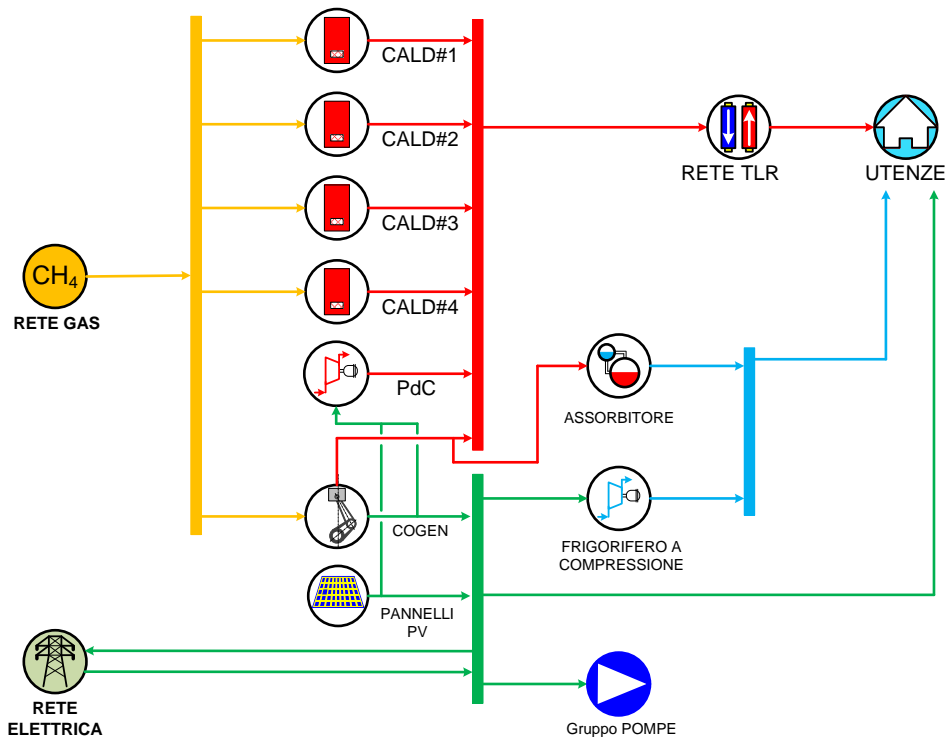 CALD#1
CALD#2
RETE TLR
UTENZE
CALD#3
CH₄
RETE GAS
CALD#4
PdC
ASSORBITORE
COGEN
FRIGORIFERO A
COMPRESSIONE
PANNELLI
PV
RETE
ELETTRICA
Gruppo POMPE